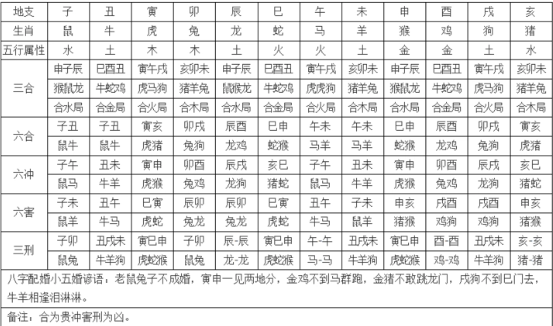 地支 子 丑 寅 卯 辰 巳 午 未 申 酉 戌 亥
生肖 鼠 牛 虎 兔 龙 蛇 马 羊 猴 鸡 狗 猪
五行属性 水 土 木 木 土 火 火 土 金 金 土 水
申子辰 巳酉丑 寅午戌 亥卯未 申子辰 巳酉丑 寅午戌 亥卯未 申子辰 巳酉丑 寅午戌 亥卯未
三合 猴鼠龙 牛蛇鸡 虎马狗 猪羊兔 鼠猴龙 牛蛇鸡 虎虎狗 猪羊兔 猴鼠龙 牛蛇鸡 虎马狗 猪羊兔
合水局 合金局 合火局 合木局 合水局 合金局 合火局 合木局 合水局 合金局 合火局 合木局
六合 子丑 子丑 寅亥 卯戌 辰酉 巳申 午未 午未 巳申 辰酉 卯戌 寅亥
鼠牛 鼠牛 虎猪 兔狗 龙鸡 蛇猴 马羊 马羊 蛇猴 龙鸡 兔狗 虎猪
六冲 子午 丑未 寅申 卯酉 辰戌 亥巳 子午 丑未 寅申 卯酉 辰戌 亥巳
鼠马 牛羊 虎猴 兔鸡 龙狗 猪蛇 鼠马 牛羊 虎猴 兔鸡 龙狗 猪蛇
六害 子未 丑午 巳寅 辰卯 辰卯 巳寅 丑午 子未 申亥 戌酉 戌酉 申亥
鼠羊 牛马 虎蛇 兔龙 兔龙 虎蛇 牛马 鼠羊 猪猴 鸡狗 鸡狗 猪猴
三刑 子卯 丑戌未 寅巳申 子卯 辰-辰 寅巳申 午-午 丑戌未 寅巳申 酉-酉 丑戌未 亥-亥
鼠兔 牛羊狗 虎蛇猴 鼠兔 龙-龙 虎蛇猴 马-马 牛羊狗 虎蛇猴 鸡-鸡 牛羊狗 猪-猪
八字配婚小五婚谚语：老鼠兔子不成婚，寅申一见两地分，金鸡不到马群跑，金猪不敢跳龙门，戌狗不到巳门去，
牛羊相逢泪淋淋。
备注：合为贵冲害刑为凶。